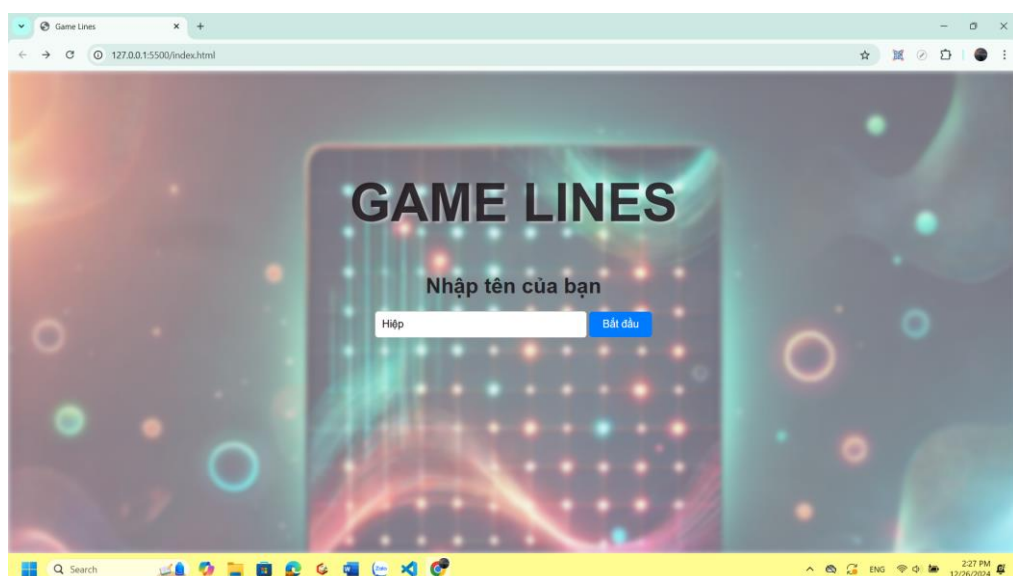 Game Lines
127.0.0.1:5500/index.html
GAME LINES
Nhập tên của bạn
Hiệp
Bắt đầu
Search
Zalo
ENG
2:27 PM
12/26/2024